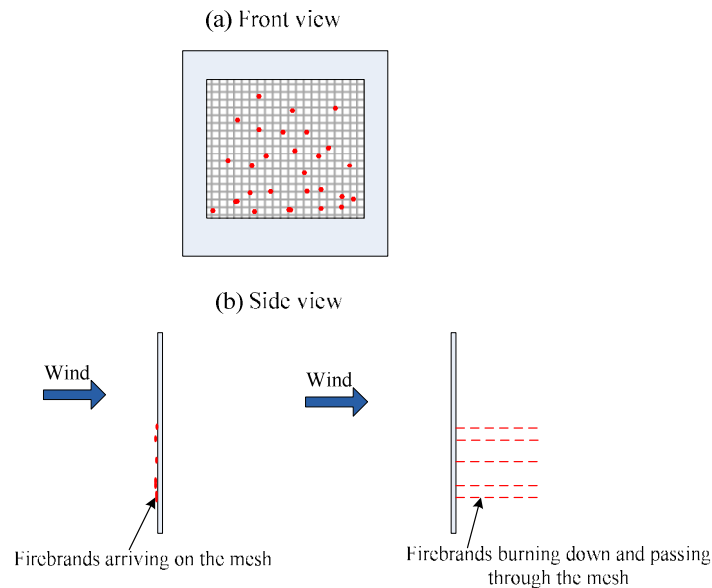 (a) Front view
(b) Side view
Wind
Wind
Firebrands arriving on the mesh
Firebrands burning down and passing
through the mesh